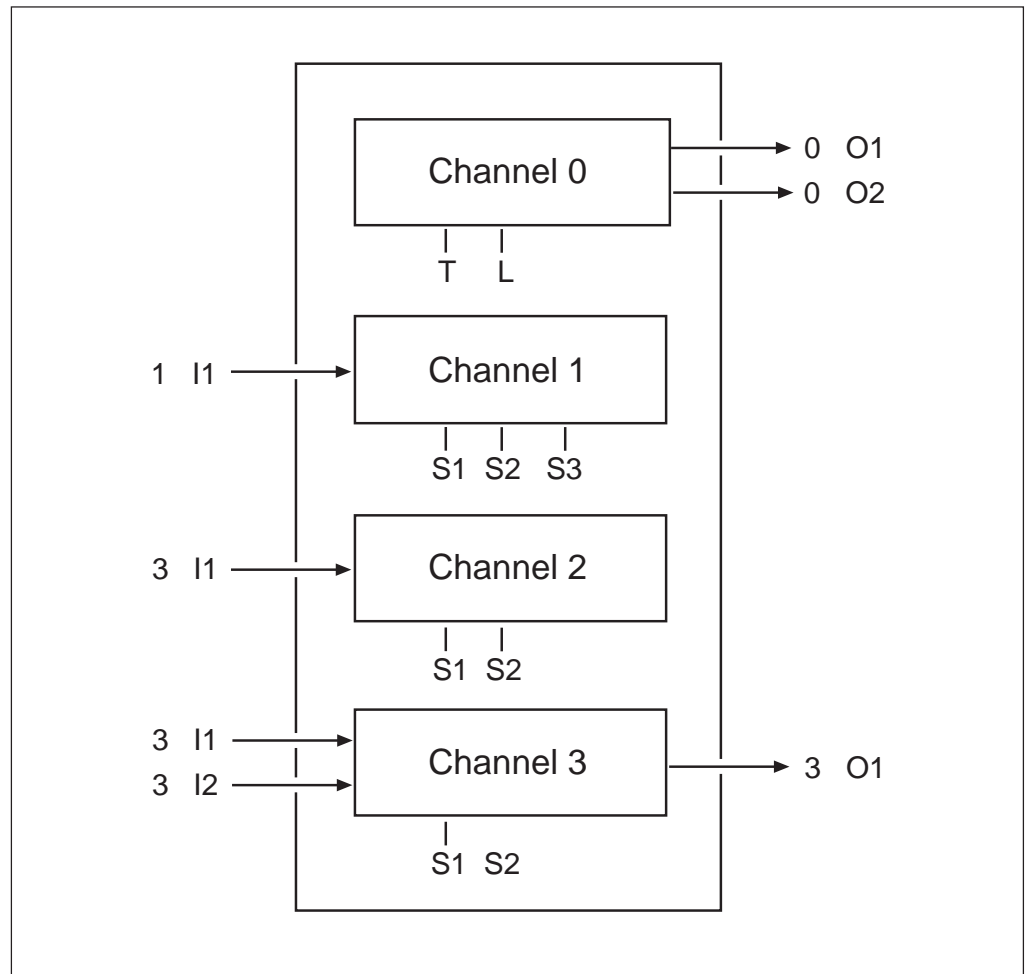 Channel 0
0 O1
0 O2
T L
1 I1
Channel 1
S1 S2 S3
3 I1
Channel 2
S1 S2
3 I1
3 I2
Channel 3
3 O1
S1 S2